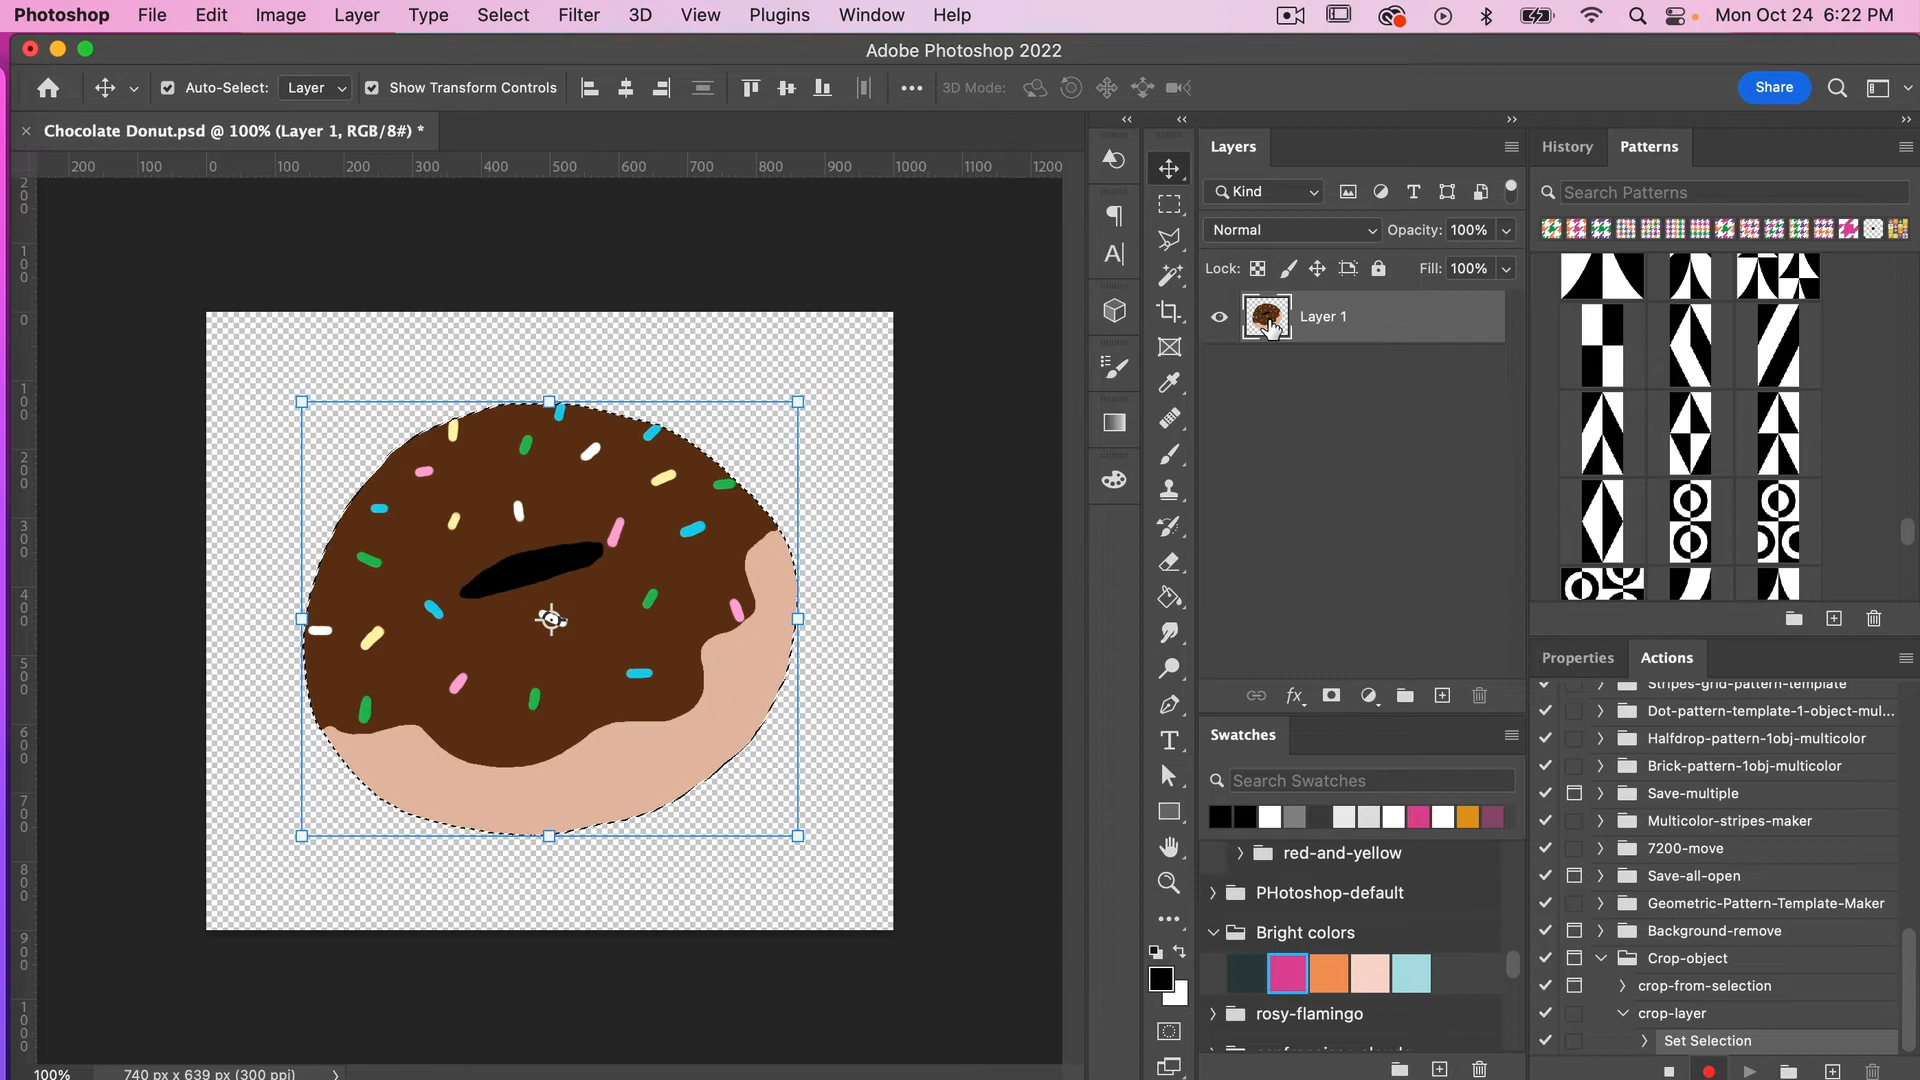 Photoshop File Edit Image Layer Type Select Filter 3D View Plugins Window Help Mon Oct 24 6:22 PM
Adobe Photoshop 2022
Auto-Select: Layer Show Transform Controls 3D Mode: Share
Chocolate Donut.psd @ 100% (Layer 1, RGB/8#) *
200 100 0 100 200 300 400 500 600 700 800 900 1000 1100 1200
Layers
Kind
Normal Opacity: 100%
Lock: Fill: 100%
Layer 1
fx
Swatches
Search Swatches
red-and-yellow
PHotoshop-default
Bright colors
rosy-flamingo
History Patterns
Search Patterns
Properties Actions
Stripes-grid-pattern-template
Dot-pattern-template-1-object-mul...
Halfdrop-pattern-1obj-multicolor
Brick-pattern-1obj-multicolor
Save-multiple
Multicolor-stripes-maker
7200-move
Save-all-open
Geometric-Pattern-Template-Maker
Background-remove
Crop-object
crop-from-selection
crop-layer
Set Selection
100% 740 px x 639 px (300 ppi)